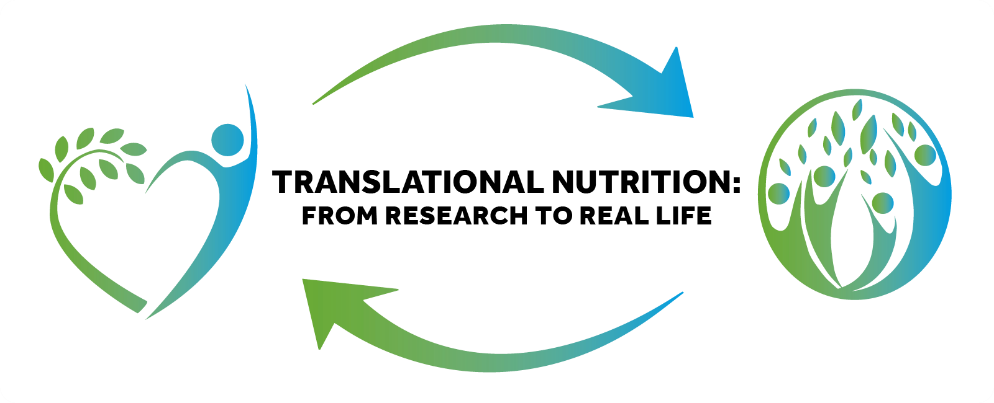 TRANSLATIONAL NUTRITION:
FROM RESEARCH TO REAL LIFE